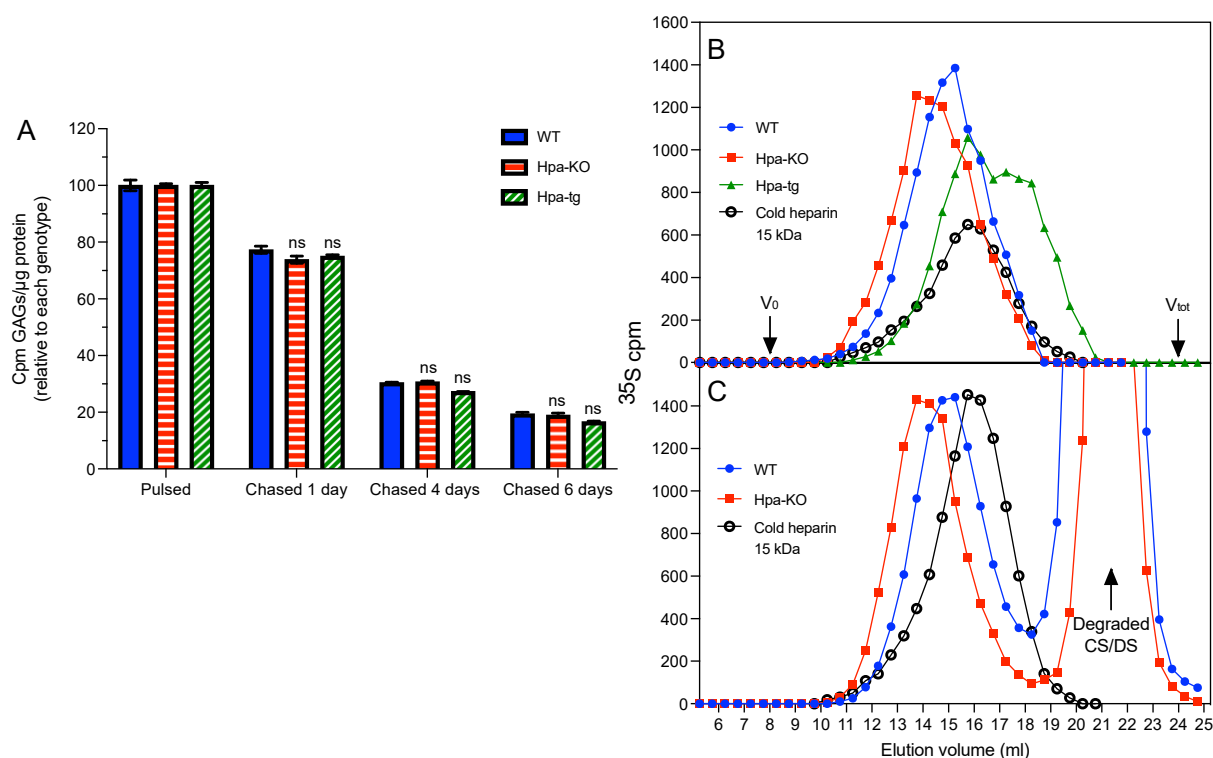 A
Cpm GAGs/µg protein
(relative to each genotype)
120
100
80
60
40
20
0
WT
Hpa-KO
Hpa-tg
ns
ns
ns
ns
ns
ns
Pulsed
Chased 1 day
Chased 4 days
Chased 6 days
35S cpm
B
1600
1400
1200
1000
800
600
400
200
0
WT
Hpa-KO
Hpa-tg
Cold heparin
15 kDa
V0
Vtot
C
1400
1200
1000
800
600
400
200
0
WT
Hpa-KO
Cold heparin
15 kDa
Degraded
CS/DS
6 7 8 9 10 11 12 13 14 15 16 17 18 19 20 21 22 23 24 25
Elution volume (ml)